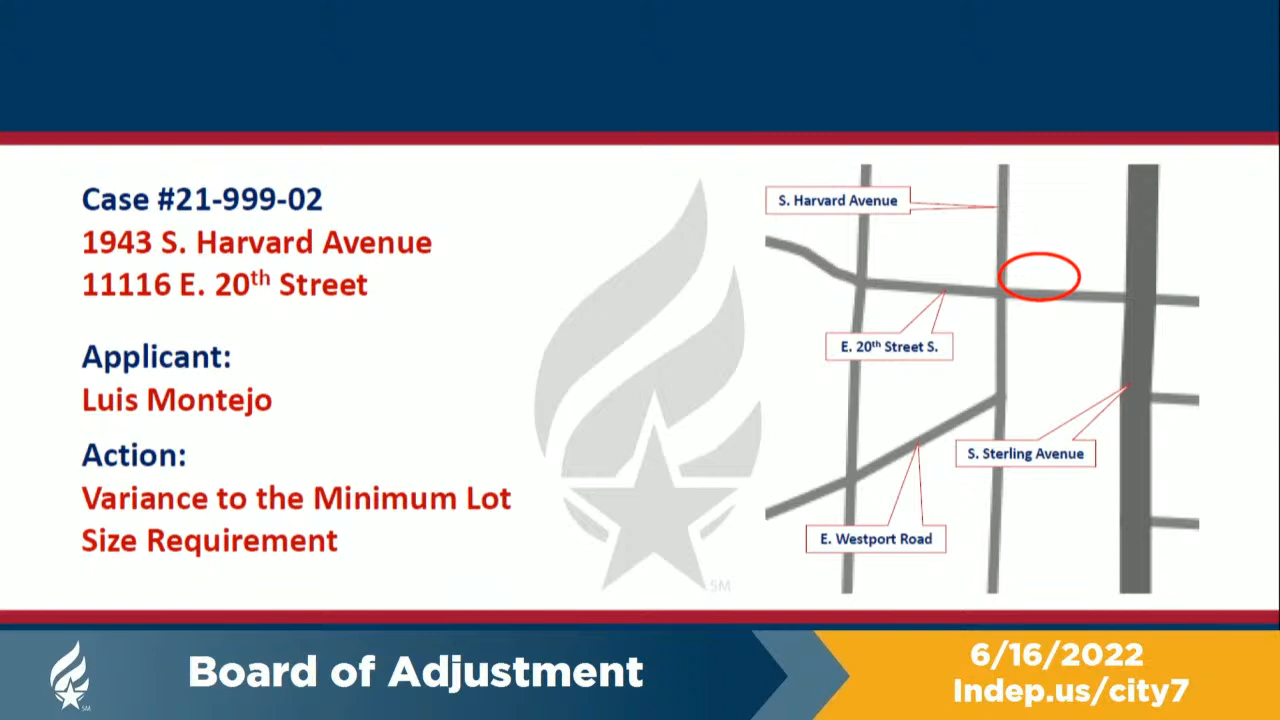 Case #21-999-02
1943 S. Harvard Avenue
11116 E. 20th Street
Applicant:
Luis Montejo
Action:
Variance to the Minimum Lot
Size Requirement
SM
S. Harvard Avenue
E. 20th Street S.
S. Sterling Avenue
E. Westport Road
SM
Board of Adjustment
6/16/2022
Indep.us/city7